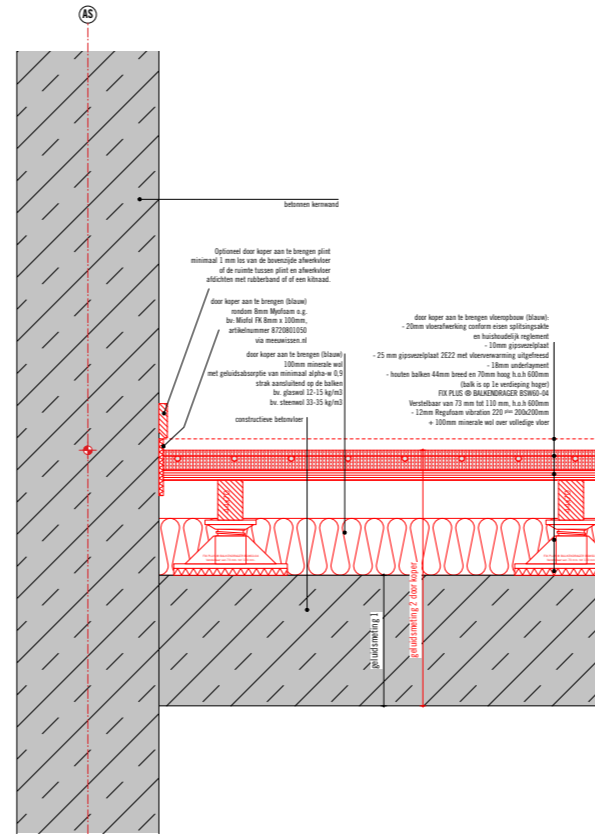 AS
betonnen kernwand
Optioneel door koper aan te brengen plint
minimaal 1 mm los van de bovenzijde afwerkvloer
of de ruimte tussen plint en afwerkvloer
afdichten met rubberband of of een kitnaad.
door koper aan te brengen (blauw)
rondom 8mm Myofoam o.g.
bv: Miofol FK 8mm x 100mm,
artikelnummer 8720801050
via meeuwissen.nl
door koper aan te brengen (blauw)
100mm minerale wol
met geluidsabsorptie van minimaal alpha-w 0,9
strak aansluitend op de balken
bv. glaswol 12-15 kg/m3
bv. steenwol 33-35 kg/m3
constructieve betonvloer
door koper aan te brengen vloeropbouw (blauw):
- 20mm vloerafwerking conform eisen splitsingsakte
en huishoudelijk reglement
- 10mm gipsvezelplaat
- 25 mm gipsvezelplaat 2E22 met vloerverwarming uitgefreesd
- 18mm underlayment
- houten balken 44mm breed en 70mm hoog h.o.h 600mm
(balk is op 1e verdieping hoger)
FIX PLUS ® BALKENDRAGER BSW60-04
Verstelbaar van 73 mm tot 110 mm, h.o.h 600mm
- 12mm Regufoam vibration 220 plus 200x200mm
+ 100mm minerale wol over volledige vloer
geluidsmeting 1
geluidsmeting 2 door koper